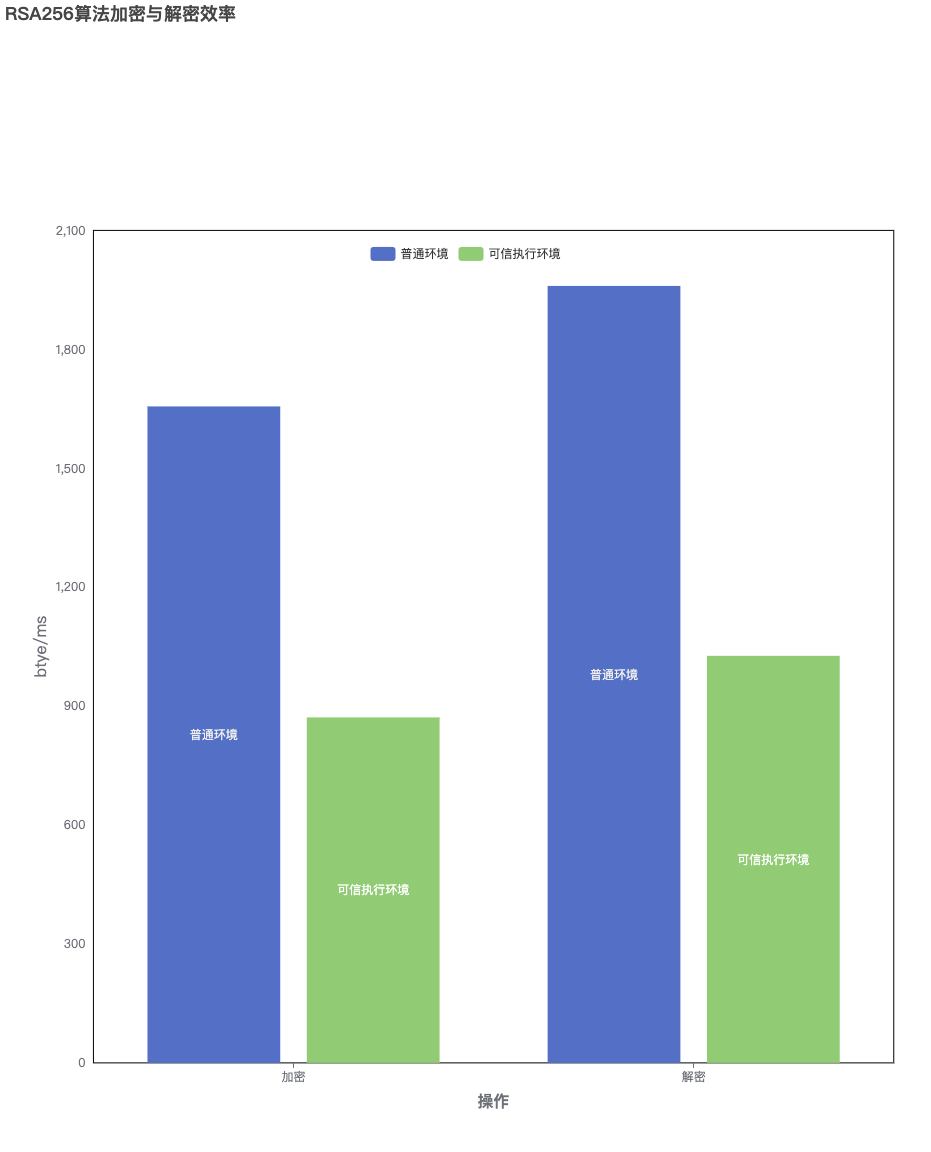 RSA256算法加密与解密效率
2,100
普通环境 可信执行环境
1,800
1,500
1,200
btye/ms
900
普通环境
普通环境
600
可信执行环境
可信执行环境
300
0
加密 解密
操作